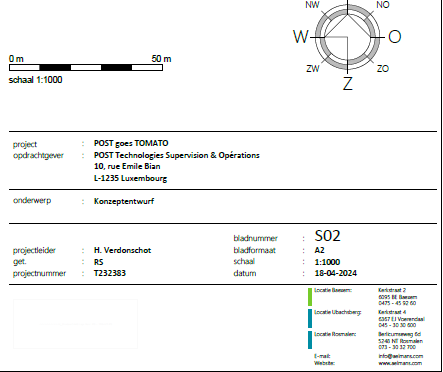 NW NO
W O
ZW ZO
Z
0 m 50 m
schaal 1:1000
project : POST goes TOMATO
opdrachtgever : POST Technologies Supervision & Opérations
10, rue Emile Bian
L-1235 Luxembourg
onderwerp : Konzeptentwurf
bladnummer : S02
projectleider : H. Verdonschot bladformaat : A2
get. : RS schaal : 1:1000
projectnummer : T232383 datum : 18-04-2024
Locatie Baexem: Kerkstraat 2
6095 BE Baexem
0475 - 45 92 60
Locatie Ubachsberg: Kerkstraat 4
6367 EJ Voerendaal
045 - 30 30 600
Locatie Rosmalen: Berlicumseweg 6d
5248 NT Rosmalen
073 - 30 32 700
E-mail: info@aelmans.com
Website: www.aelmans.com